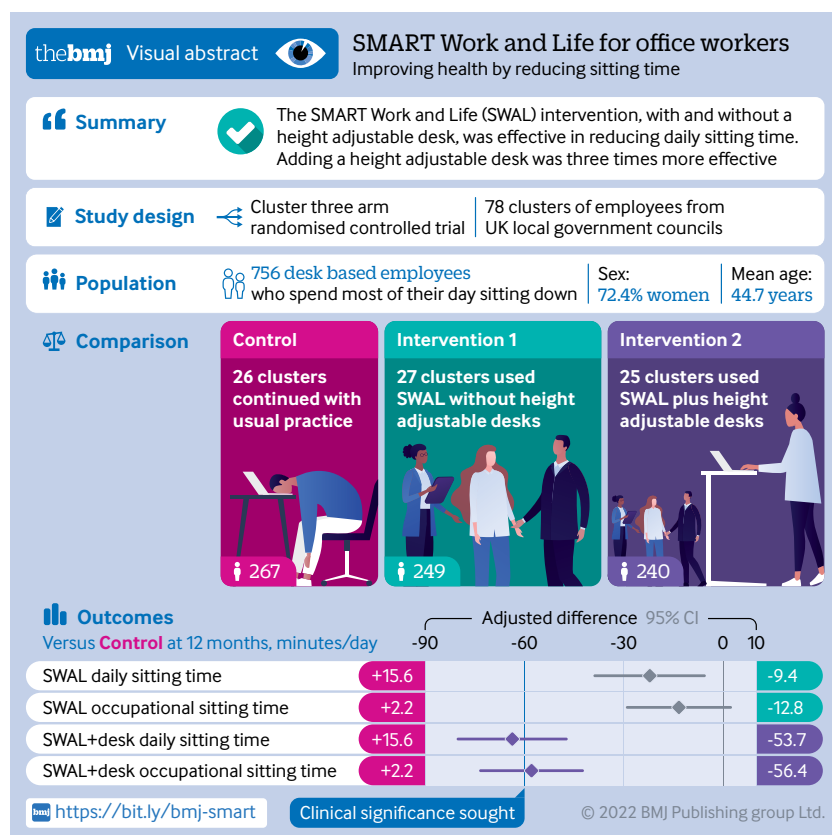 thebmj Visual abstract
SMART Work and Life for office workers
Improving health by reducing sitting time
Summary
The SMART Work and Life (SWAL) intervention, with and without a
height adjustable desk, was effective in reducing daily sitting time.
Adding a height adjustable desk was three times more effective
Study design
Cluster three arm
randomised controlled trial
78 clusters of employees from
UK local government councils
Population
756 desk based employees
who spend most of their day sitting down
Sex:
72.4% women
Mean age:
44.7 years
Comparison
Control
26 clusters
continued with
usual practice
267
Intervention 1
27 clusters used
SWAL without height
adjustable desks
249
Intervention 2
25 clusters used
SWAL plus height
adjustable desks
240
Outcomes
Versus Control at 12 months, minutes/day
Adjusted difference 95% CI
-90 -60 -30 0 10
SWAL daily sitting time +15.6 -9.4
SWAL occupational sitting time +2.2 -12.8
SWAL+desk daily sitting time +15.6 -53.7
SWAL+desk occupational sitting time +2.2 -56.4
bmj https://bit.ly/bmj-smart
Clinical significance sought
© 2022 BMJ Publishing group Ltd.